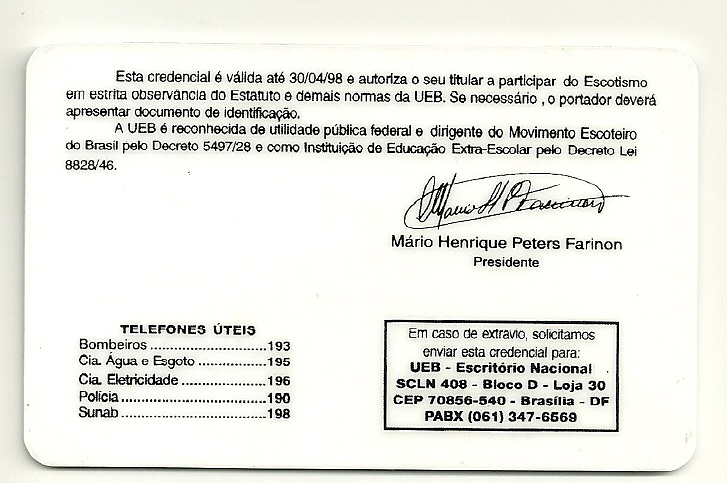 Esta credencial é válida até 30/04/98 e autoriza o seu titular a participar do Escotismo
em estrita observância do Estatuto e demais normas da UEB. Se necessário , o portador deverá
apresentar documento de identificação.
A UEB é reconhecida de utilidade pública federal e dirigente do Movimento Escoteiro
do Brasil pelo Decreto 5497/28 e como Instituição de Educação Extra-Escolar pelo Decreto Lei
8828/46.
Mário Henrique Peters Farinon
Presidente
TELEFONES ÚTEIS
Bombeiros ..............................193
Cia. Água e Esgoto .................195
Cia. Eletricidade .....................196
Polícia....................................190
Sunab....................................198
Em caso de extravio, solicitamos
enviar esta credencial para:
UEB - Escritório Nacional
SCLN 408 - Bloco D - Loja 30
CEP 70856-540 - Brasília - DF
PABX (061) 347-6569